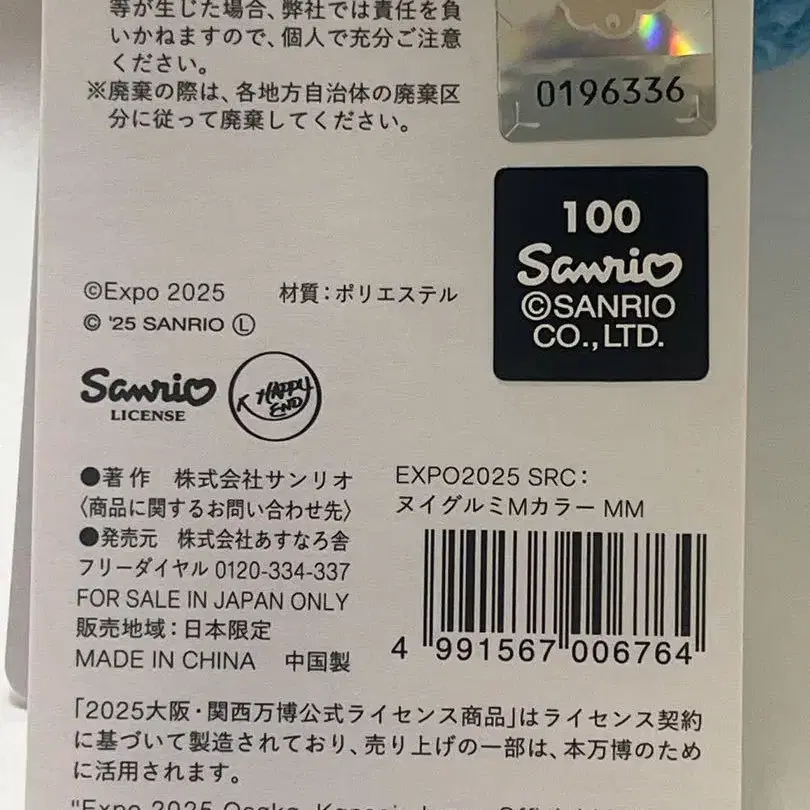 等が生じた場合、弊社では責任を負
いかねますので、個人で充分ご注意
ください。
※廃棄の際は、各地方自治体の廃棄区
分に従って廃棄してください。
0196336
100
Sanrio
©SANRIO
CO.,LTD.
©Expo 2025 材質：ポリエステル
© '25 SANRIO Ⓛ
Sanrio
LICENSE
HAPPY
END
●著作 株式会社サンリオ
〈商品に関するお問い合わせ先〉
●発売元 株式会社あすなろ舎
フリーダイヤル 0120-334-337
FOR SALE IN JAPAN ONLY
販売地域：日本限定
MADE IN CHINA 中国製
EXPO2025 SRC：
ヌイグルミMカラー MM
4 991567 006764
「2025大阪・関西万博公式ライセンス商品」はライセンス契約
に基づいて製造されており、売り上げの一部は、本万博のため
に活用されます。
"Expo 2025 Osaka, Kansai,